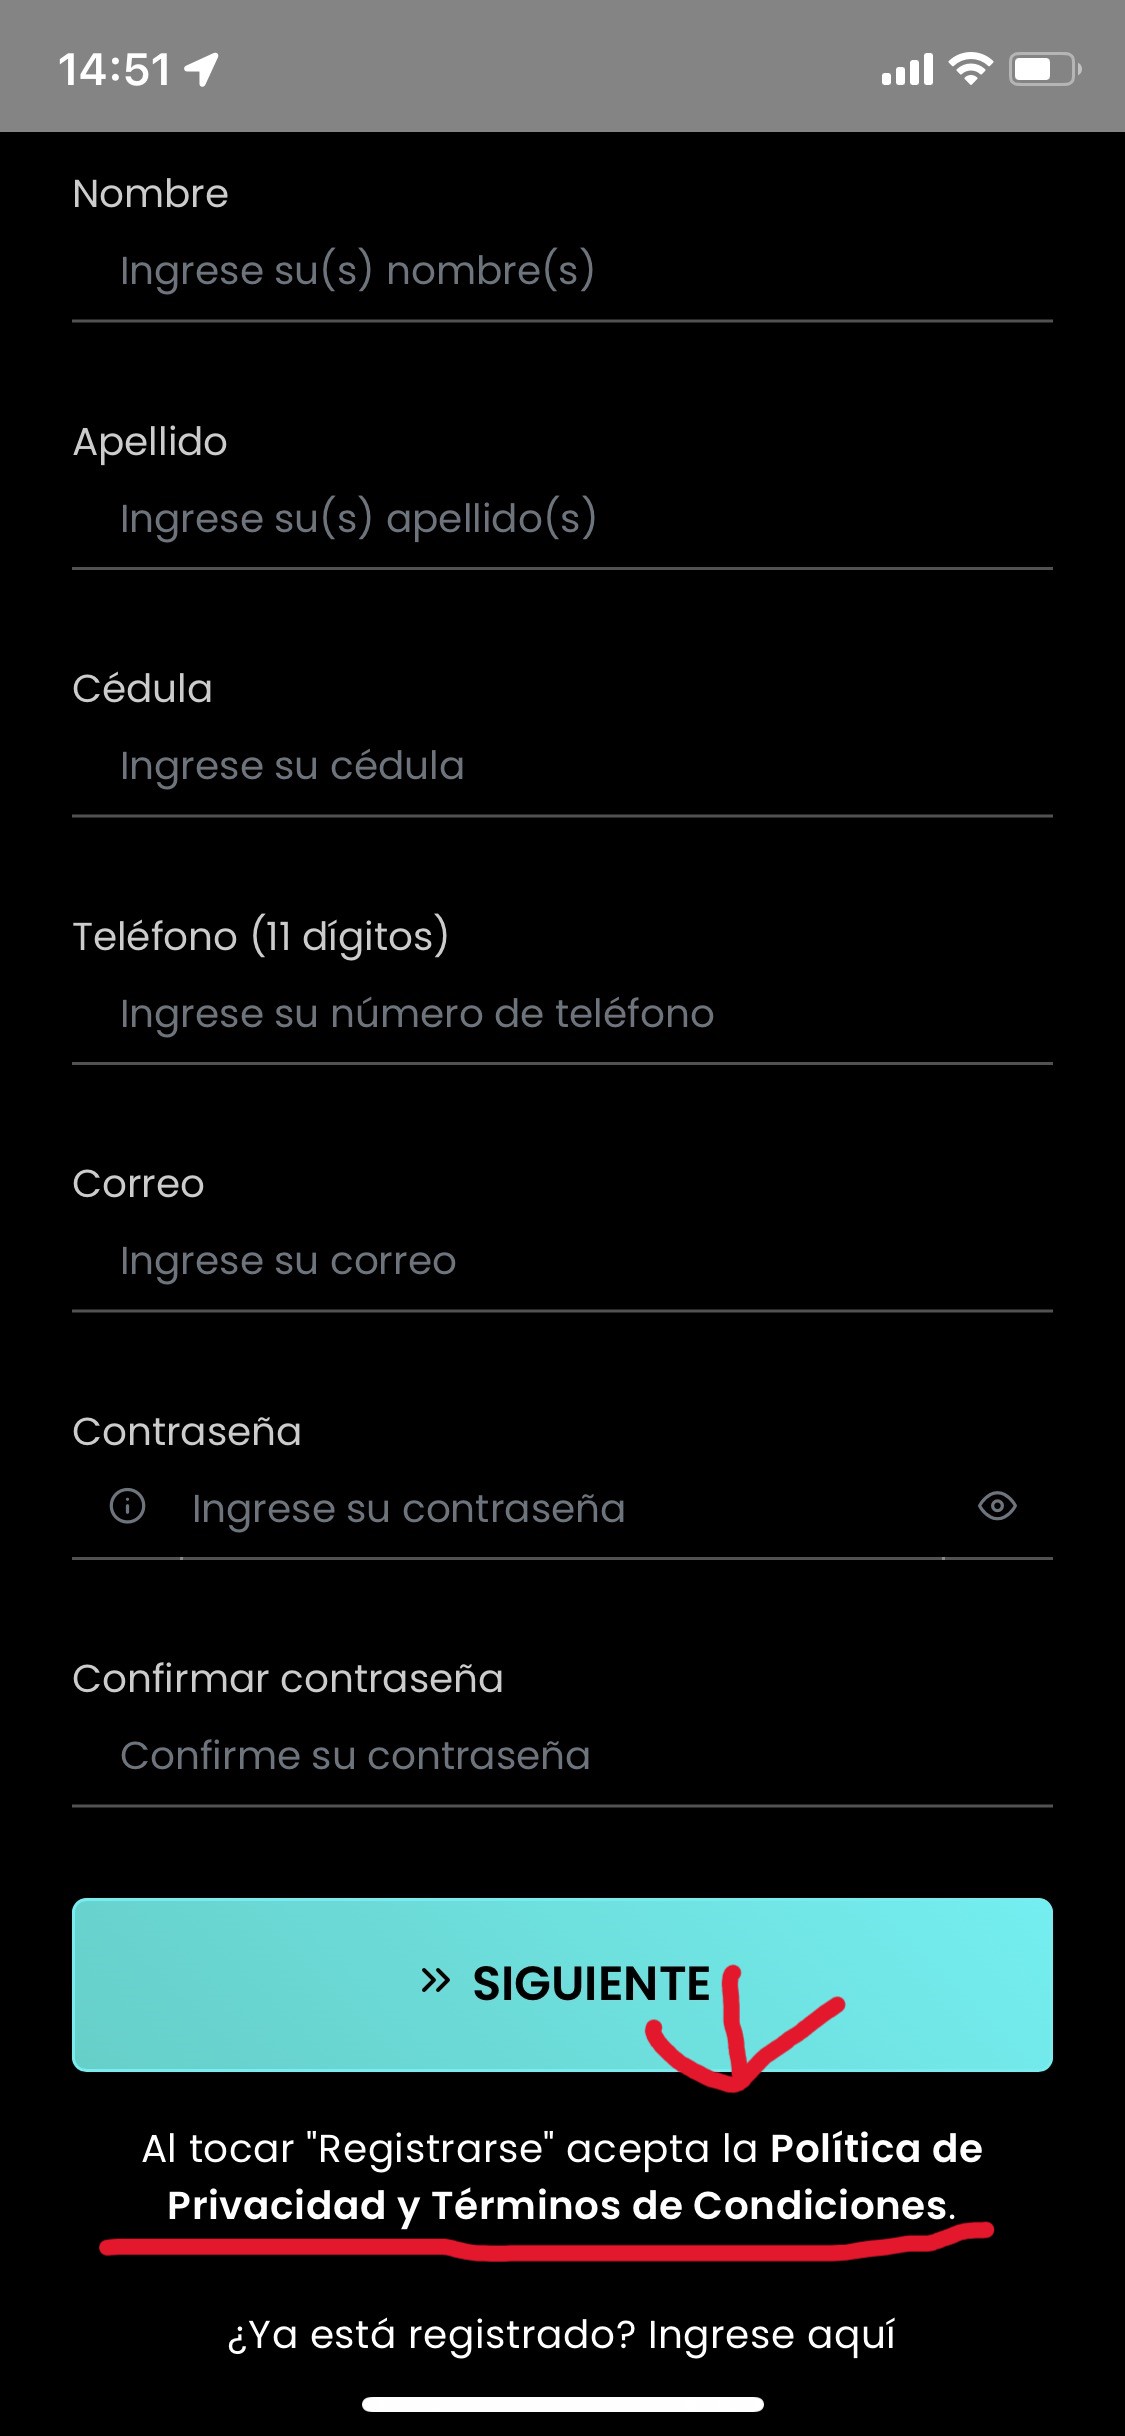 14:51
Nombre
Ingrese su(s) nombre(s)
Apellido
Ingrese su(s) apellido(s)
Cédula
Ingrese su cédula
Teléfono (11 dígitos)
Ingrese su número de teléfono
Correo
Ingrese su correo
Contraseña
Ingrese su contraseña
Confirmar contraseña
Confirme su contraseña
SIGUIENTE
Al tocar "Registrarse" acepta la Política de
Privacidad y Términos de Condiciones.
¿Ya está registrado? Ingrese aquí